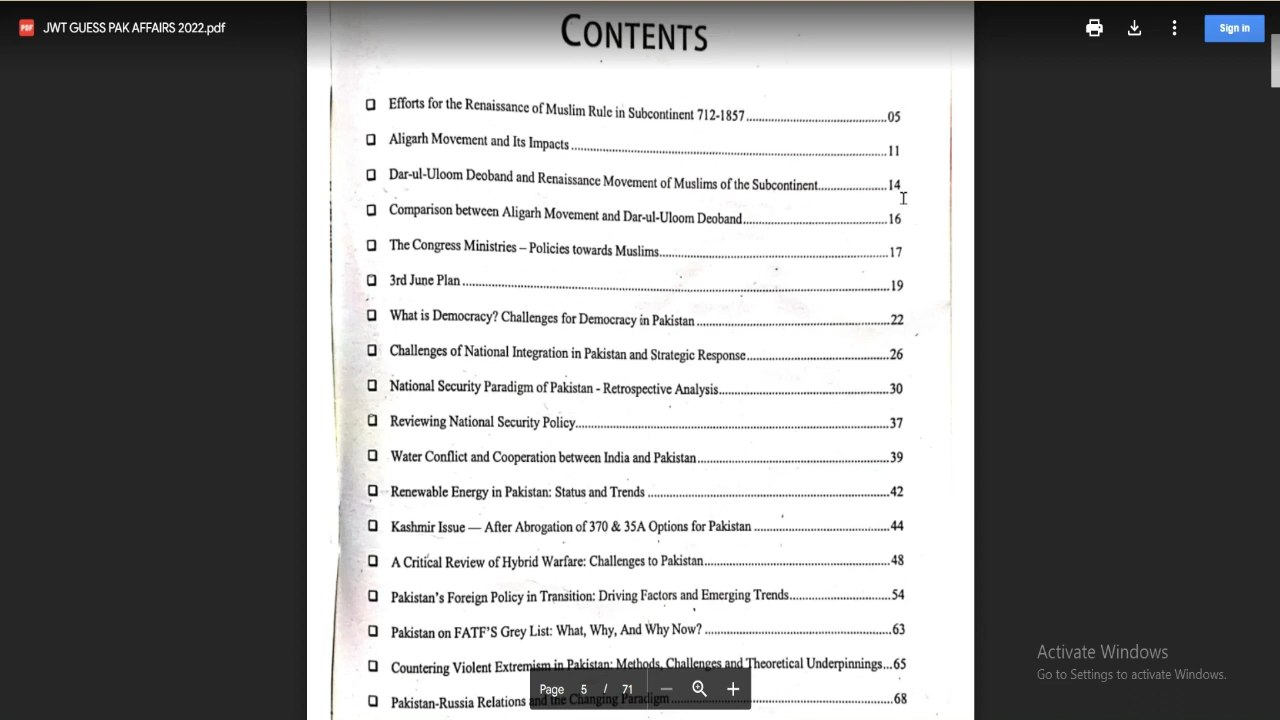 JWT GUESS PAK AFFAIRS 2022.pdf
Sign in
CONTENTS
Efforts for the Renaissance of Muslim Rule in Subcontinent 712-1857 05
Aligarh Movement and Its Impacts 11
Dar-ul-Uloom Deoband and Renaissance Movement of Muslims of the Subcontinent 14
Comparison between Aligarh Movement and Dar-ul-Uloom Deoband 16
The Congress Ministries – Policies towards Muslims 17
3rd June Plan 19
What is Democracy? Challenges for Democracy in Pakistan 22
Challenges of National Integration in Pakistan and Strategic Response 26
National Security Paradigm of Pakistan - Retrospective Analysis 30
Reviewing National Security Policy 37
Water Conflict and Cooperation between India and Pakistan 39
Renewable Energy in Pakistan: Status and Trends 42
Kashmir Issue — After Abrogation of 370 & 35A Options for Pakistan 44
A Critical Review of Hybrid Warfare: Challenges to Pakistan 48
Pakistan's Foreign Policy in Transition: Driving Factors and Emerging Trends 54
Pakistan on FATF'S Grey List: What, Why, And Why Now? 63
Countering Violent Extremism in Pakistan: Methods, Challenges and Theoretical Underpinnings...65
Pakistan-Russia Relations and the Changing Paradigm 68
Page 5 / 71
Activate Windows
Go to Settings to activate Windows.